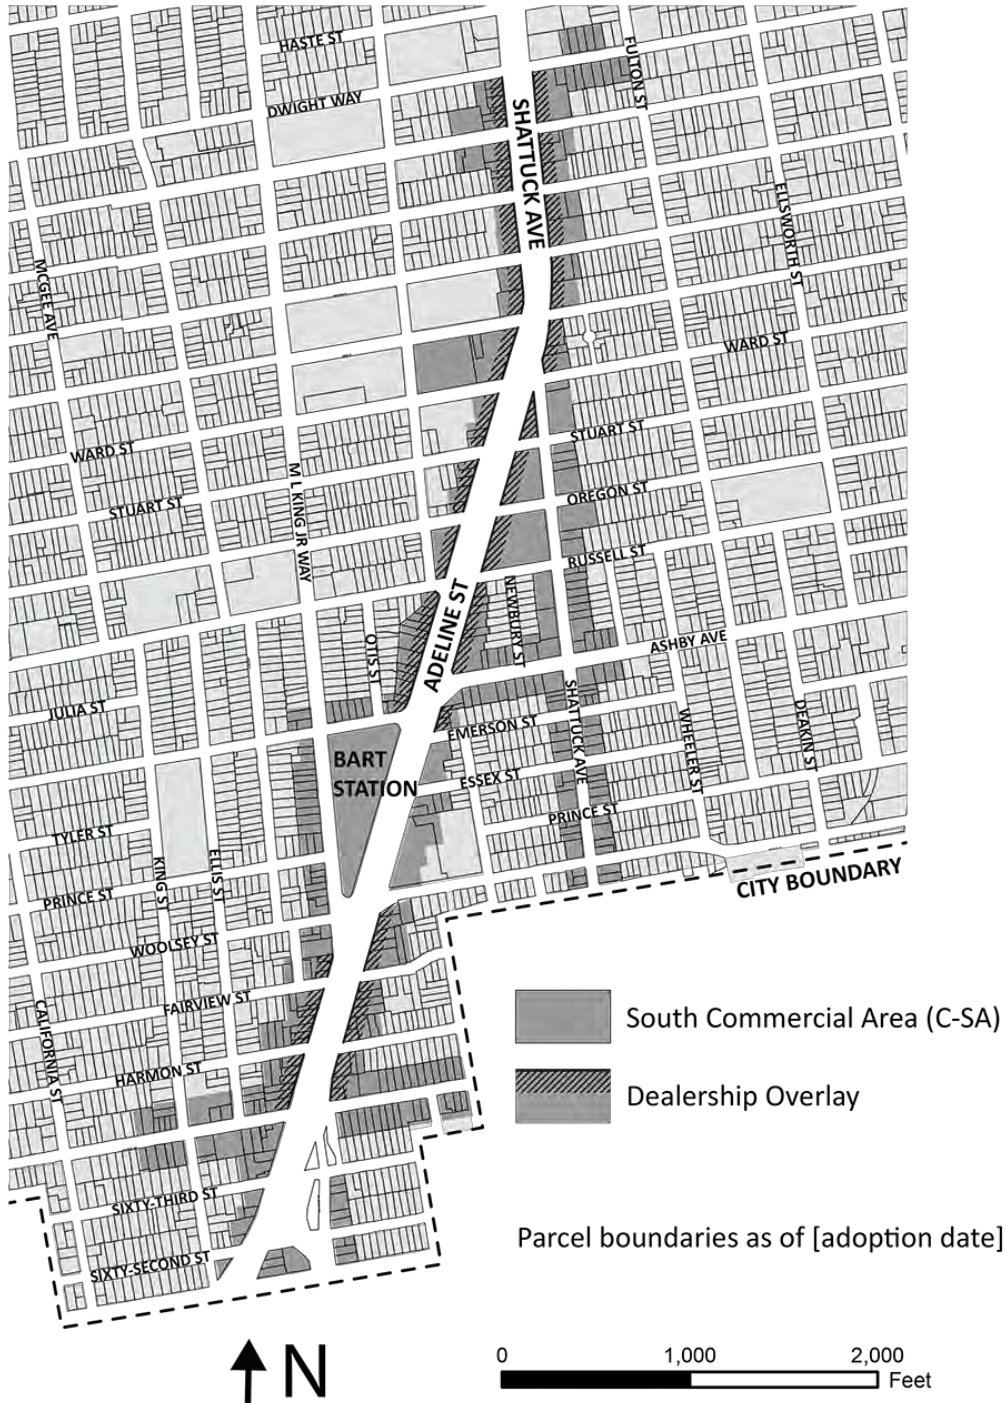 HASTE ST
FULTON ST
DWIGHT WAY
SHATTUCK AVE
ELLSWORTH ST
MCGEE AVE
WARD ST
STUART ST
WARD ST
M L KING JR WAY
OREGON ST
STUART ST
RUSSELL ST
NEWBURY ST
ADELINE ST
OTIS ST
ASHBY AVE
JULIA ST
EMERSON ST
SHATTUCK AVE
WHEELER ST
DEAKIN ST
BART
STATION
ESSEX ST
PRINCE ST
TYLER ST
KING S
ELLIS ST
CITY BOUNDARY
PRINCE ST
WOOLSEY ST
FAIRVIEW ST
CALIFORNIA ST
South Commercial Area (C-SA)
HARMON ST
Dealership Overlay
SIXTY-THIRD ST
Parcel boundaries as of [adoption date]
SIXTY-SECOND ST
N
0 1,000 2,000
Feet